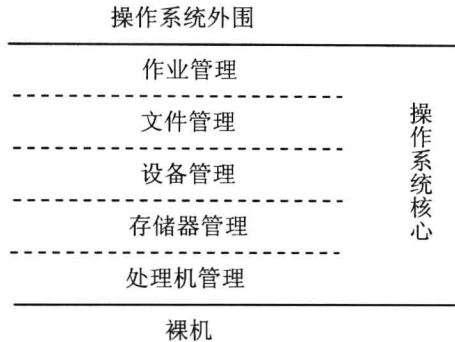 操作系统外围
作业管理
文件管理
设备管理
存储器管理
处理机管理
操作系统核心
裸机